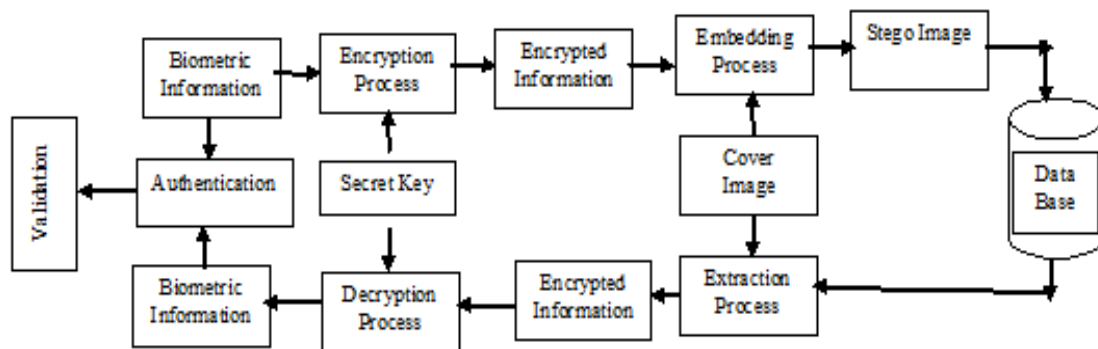 Biometric
Information
Encryption
Process
Encrypted
Information
Embedding
Process
Stego Image
Validation
Authentication
Secret Key
Cover
Image
Data
Base
Biometric
Information
Decryption
Process
Encrypted
Information
Extraction
Process